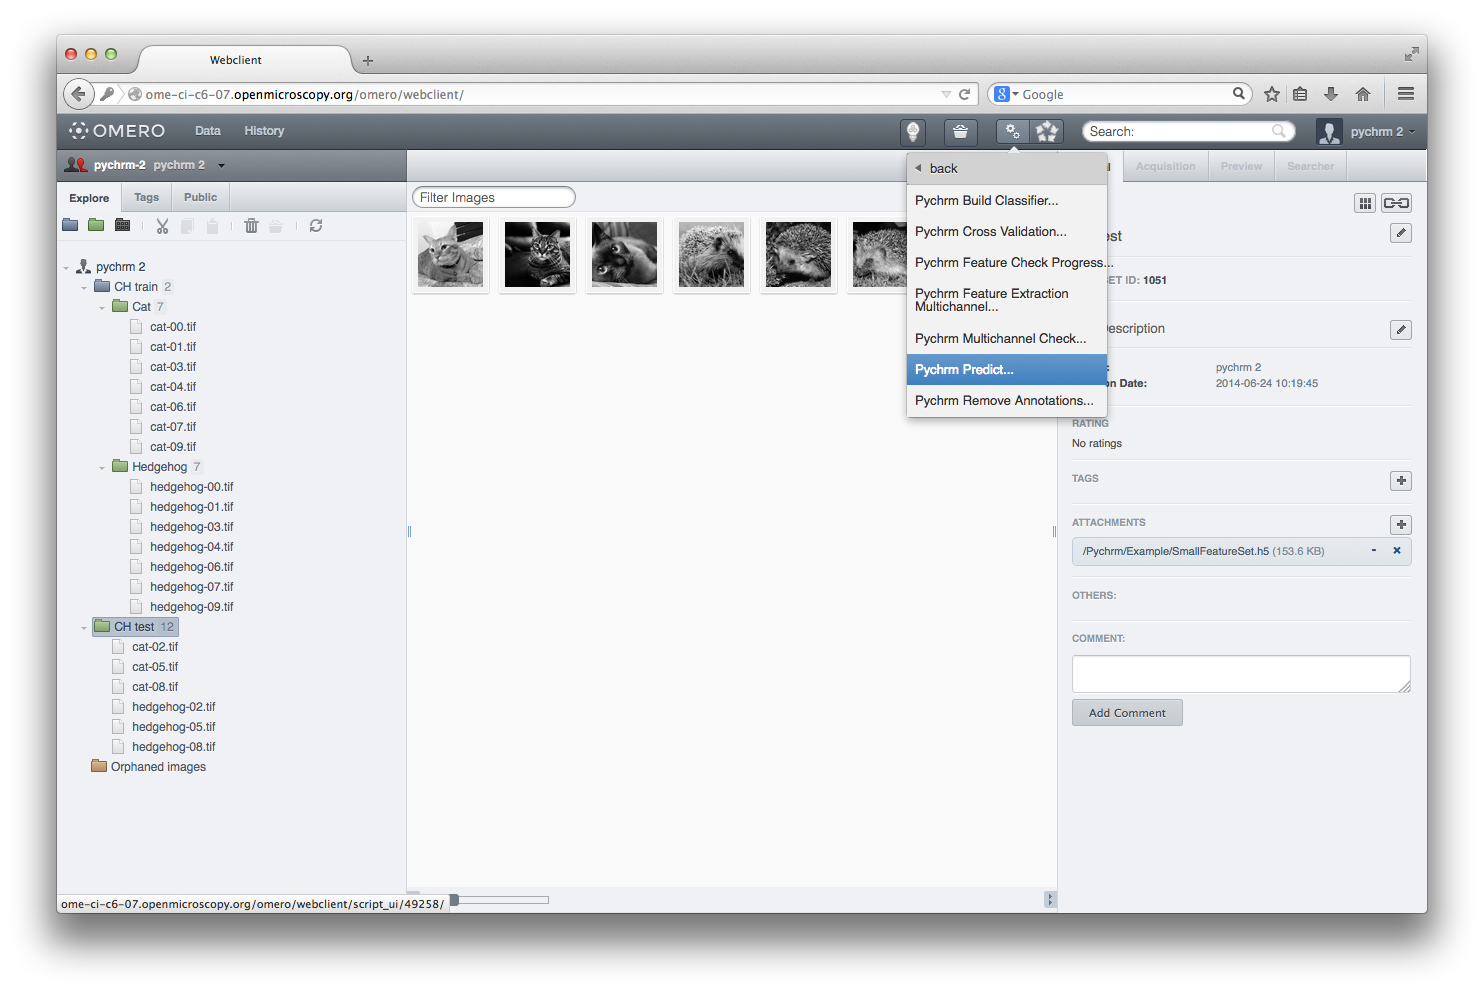 Webclient
ome-ci-c6-07.openmicroscopy.org/omero/webclient/
Google
OMERO
Data
History
Search:
pychrm 2
pychrm-2 pychrm 2
Explore
Tags
Public
Filter Images
back
Pychrm Build Classifier...
Pychrm Cross Validation...
Pychrm Feature Check Progress...
Pychrm Feature Extraction
Multichannel...
Pychrm Multichannel Check...
Pychrm Predict...
Pychrm Remove Annotations...
Acquisition
Preview
Searcher
pychrm 2
CH train 2
Cat 7
cat-00.tif
cat-01.tif
cat-03.tif
cat-04.tif
cat-06.tif
cat-07.tif
cat-09.tif
Hedgehog 7
hedgehog-00.tif
hedgehog-01.tif
hedgehog-03.tif
hedgehog-04.tif
hedgehog-06.tif
hedgehog-07.tif
hedgehog-09.tif
CH test 12
cat-02.tif
cat-05.tif
cat-08.tif
hedgehog-02.tif
hedgehog-05.tif
hedgehog-08.tif
Orphaned images
ID: 1051
Description
pychrm 2
Date:
2014-06-24 10:19:45
RATING
No ratings
TAGS
ATTACHMENTS
/Pychrm/Example/SmallFeatureSet.h5 (153.6 KB)
OTHERS:
COMMENT:
Add Comment
ome-ci-c6-07.openmicroscopy.org/omero/webclient/script_ui/49258/